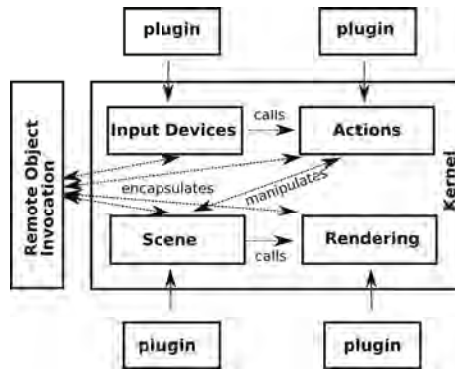 plugin
plugin
calls
Input Devices
Actions
Kernel
Remote Object
Invocation
encapsulates
manipulates
Scene
Rendering
calls
plugin
plugin